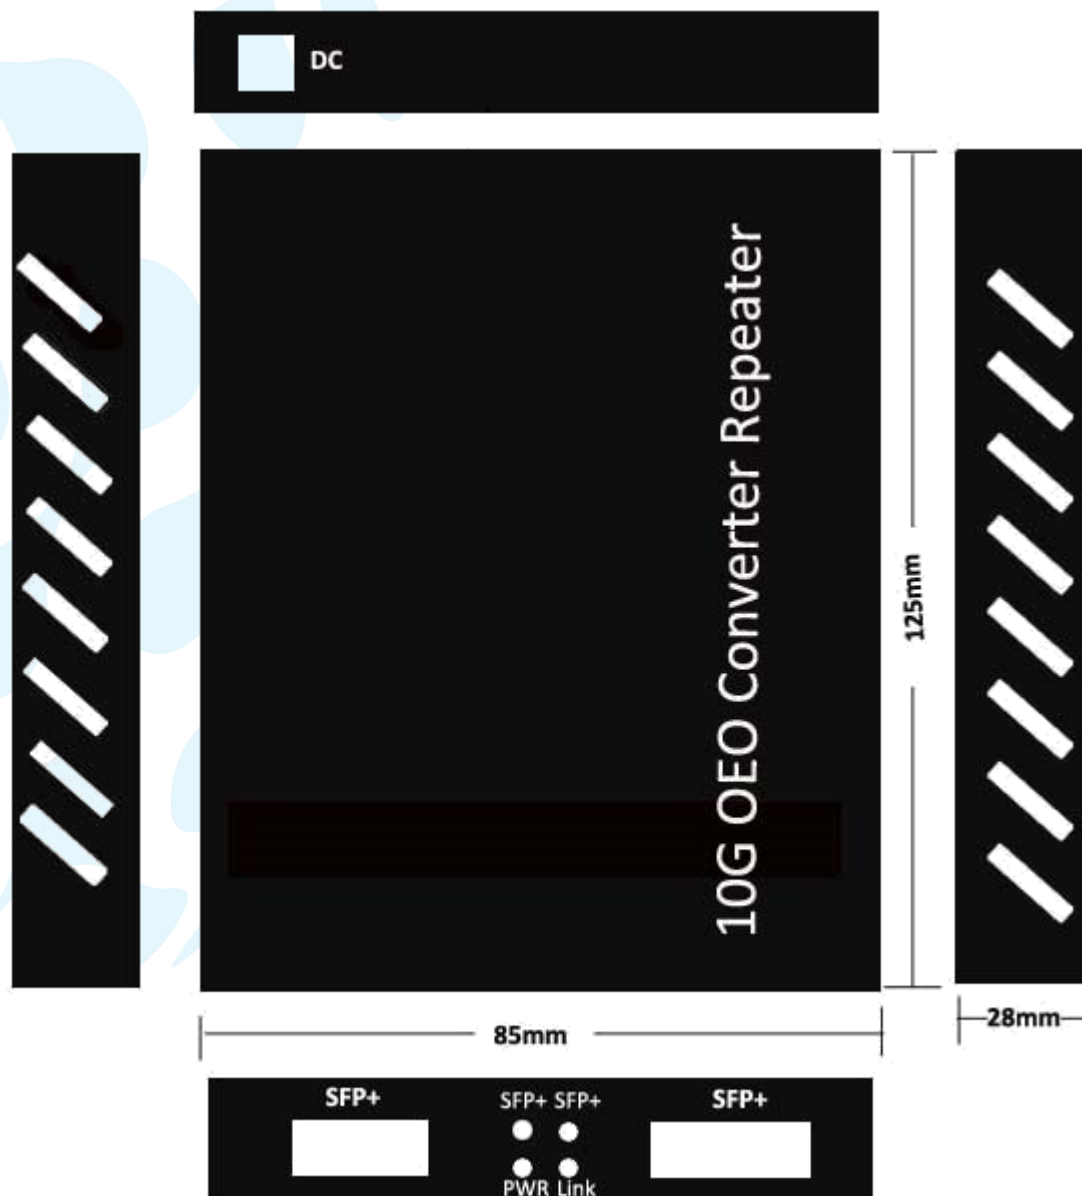 DC
10G OEO Converter Repeater
125mm
85mm
28mm
SFP+
SFP+ SFP+
SFP+
PWR Link